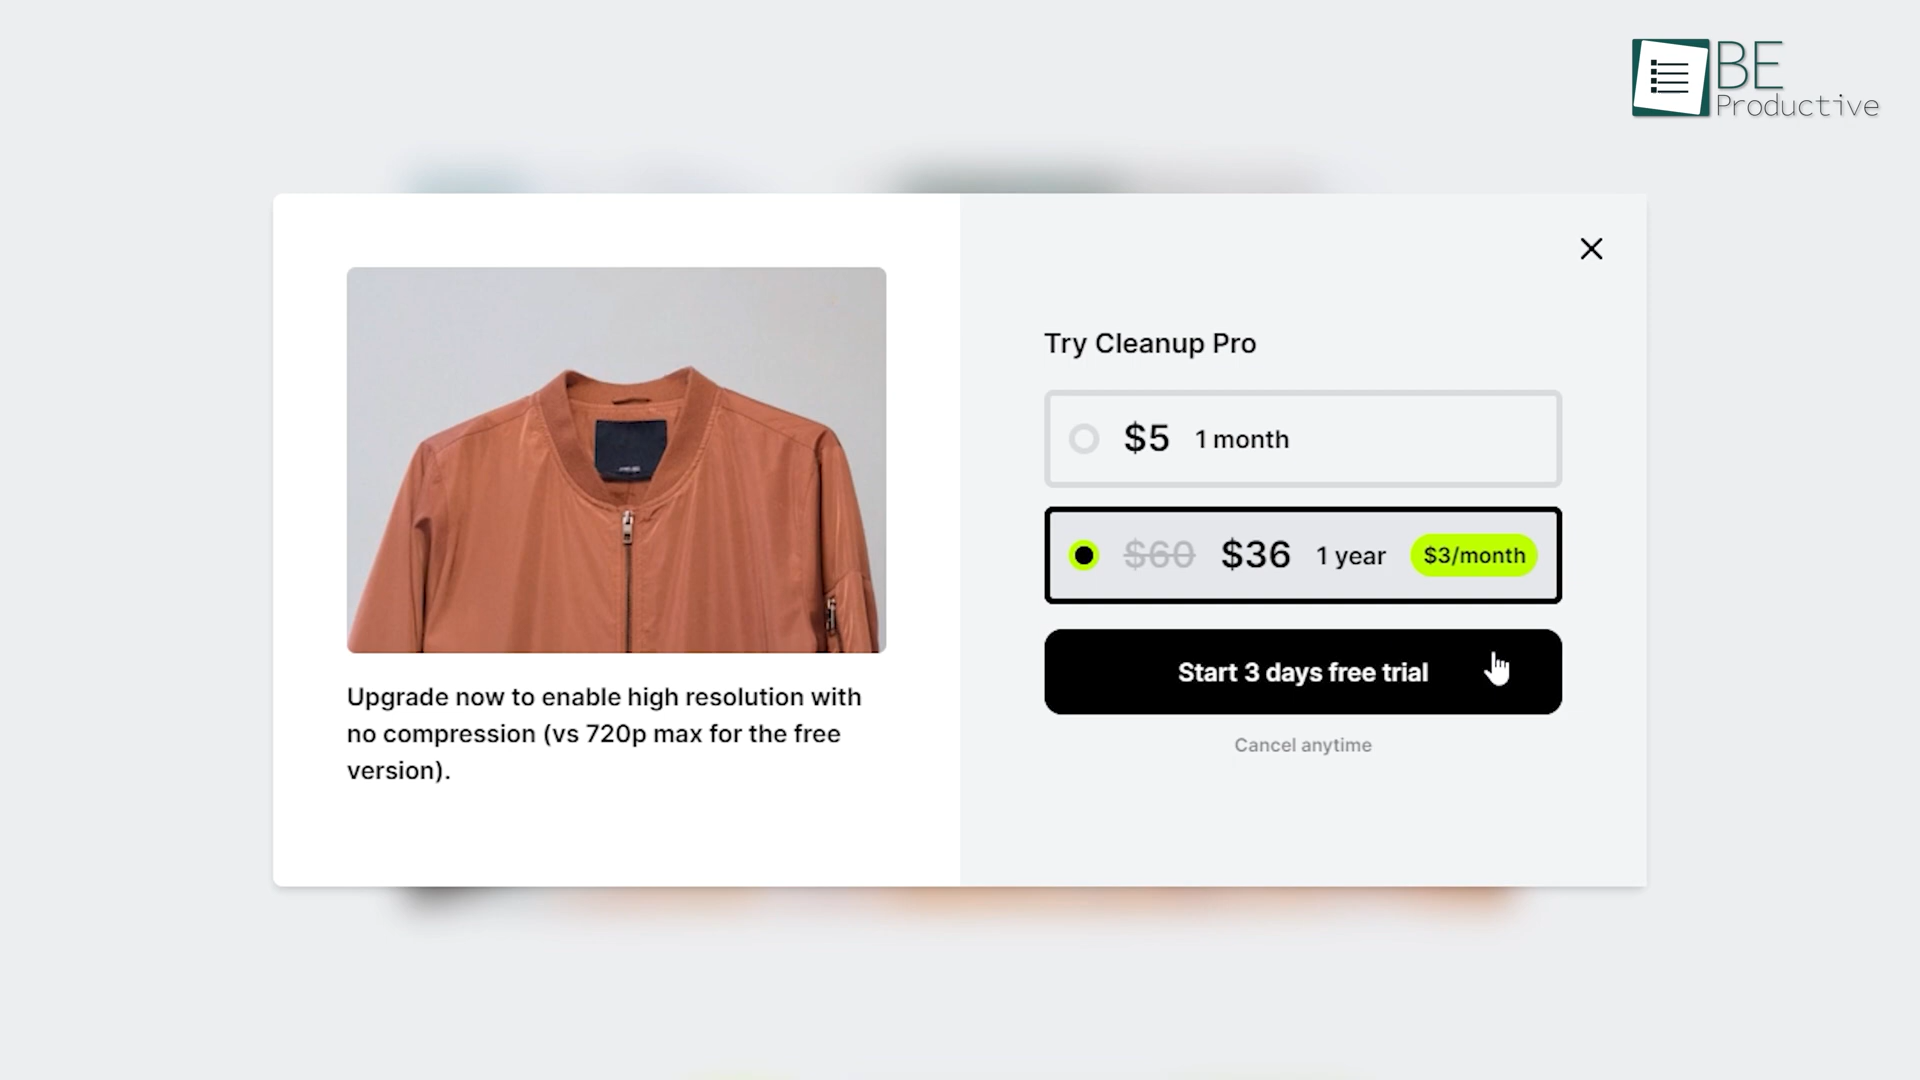 BE
Productive
Try Cleanup Pro
$5 1 month
$60 $36 1 year $3/month
Start 3 days free trial
Cancel anytime
Upgrade now to enable high resolution with
no compression (vs 720p max for the free
version).